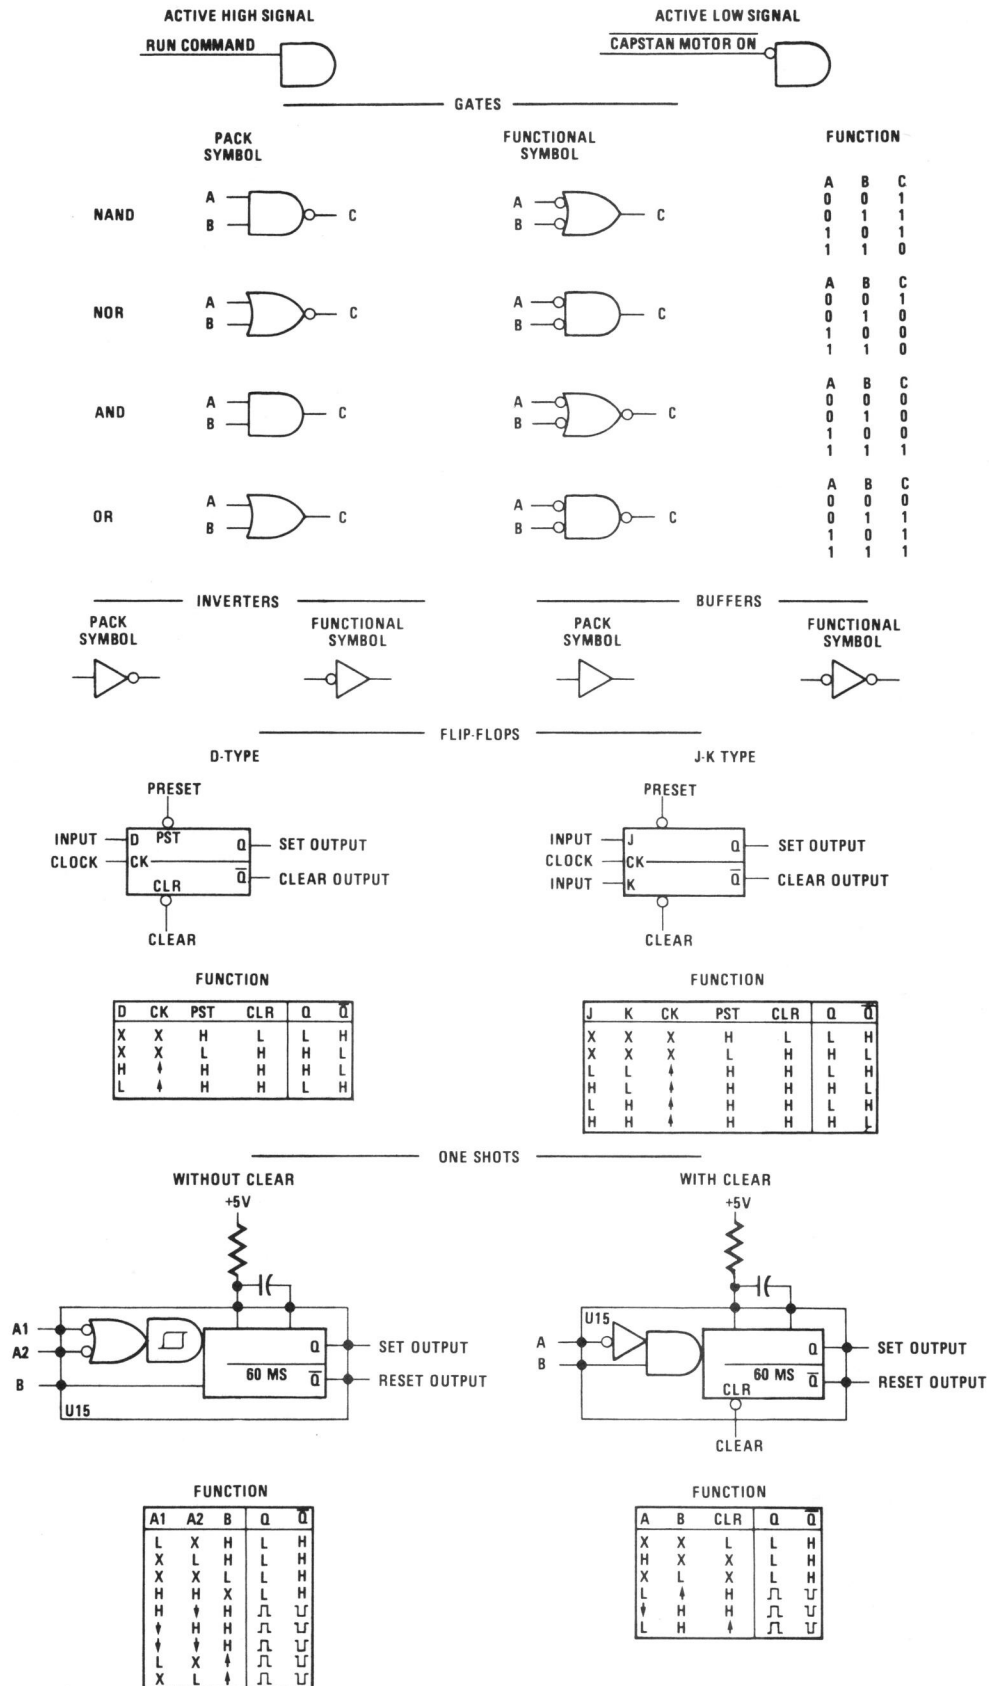 ACTIVE HIGH SIGNAL
ACTIVE LOW SIGNAL
RUN COMMAND
CAPSTAN MOTOR ON
GATES
PACK SYMBOL
FUNCTIONAL SYMBOL
FUNCTION
NAND
A
B
C
A
B
C
A B C
0 0 1
0 1 1
1 0 1
1 1 0
NOR
A
B
C
A
B
C
A B C
0 0 1
0 1 0
1 0 0
1 1 0
AND
A
B
C
A
B
C
A B C
0 0 0
0 1 0
1 0 0
1 1 1
OR
A
B
C
A
B
C
A B C
0 0 0
0 1 1
1 0 1
1 1 1
INVERTERS
BUFFERS
PACK SYMBOL
FUNCTIONAL SYMBOL
PACK SYMBOL
FUNCTIONAL SYMBOL
FLIP-FLOPS
D-TYPE
PRESET
INPUT D PST Q SET OUTPUT
CLOCK CK
CLR Q̅ CLEAR OUTPUT
CLEAR
J-K TYPE
PRESET
INPUT J Q SET OUTPUT
CLOCK CK
INPUT K Q̅ CLEAR OUTPUT
CLEAR
FUNCTION
D CK PST CLR Q Q̅
X X H L L H
X X L H H L
H ↑ H H H L
L ↑ H H L H
FUNCTION
J K CK PST CLR Q Q̅
X X X H L L H
X X X L H H L
L L ↑ H H L H
H L ↑ H H H L
L H ↑ H H L H
H H ↑ H H H L
ONE SHOTS
WITHOUT CLEAR
+5V
A1
A2
B
Q SET OUTPUT
60 MS Q̅ RESET OUTPUT
U15
WITH CLEAR
+5V
U15
A
B
Q SET OUTPUT
60 MS Q̅ RESET OUTPUT
CLR
CLEAR
FUNCTION
A1 A2 B Q Q̅
L X H L H
X L H L H
X X L L H
H H X L H
H ↓ H ⎍ ⎎
↓ H H ⎍ ⎎
↓ ↓ H ⎍ ⎎
L X ↑ ⎍ ⎎
X L ↑ ⎍ ⎎
FUNCTION
A B CLR Q Q̅
X X L L H
H X X L H
X L X L H
L ↑ H ⎍ ⎎
↓ H H ⎍ ⎎
L H ↑ ⎍ ⎎